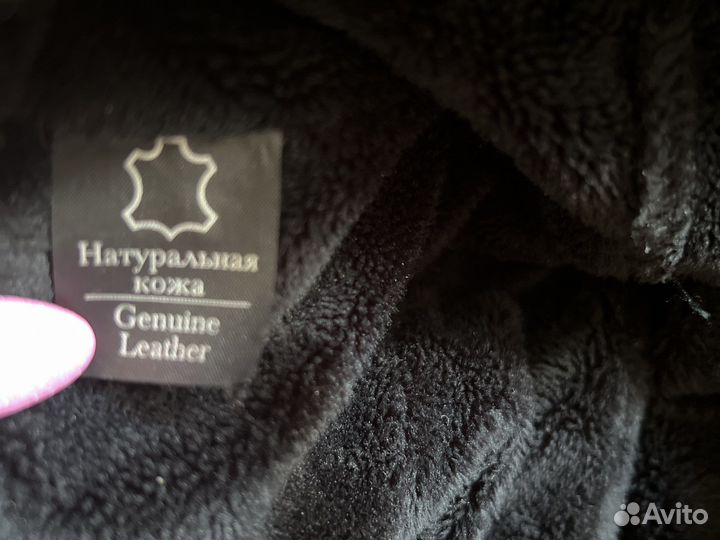 Натуральная
кожа
Genuine
Leather
Avito